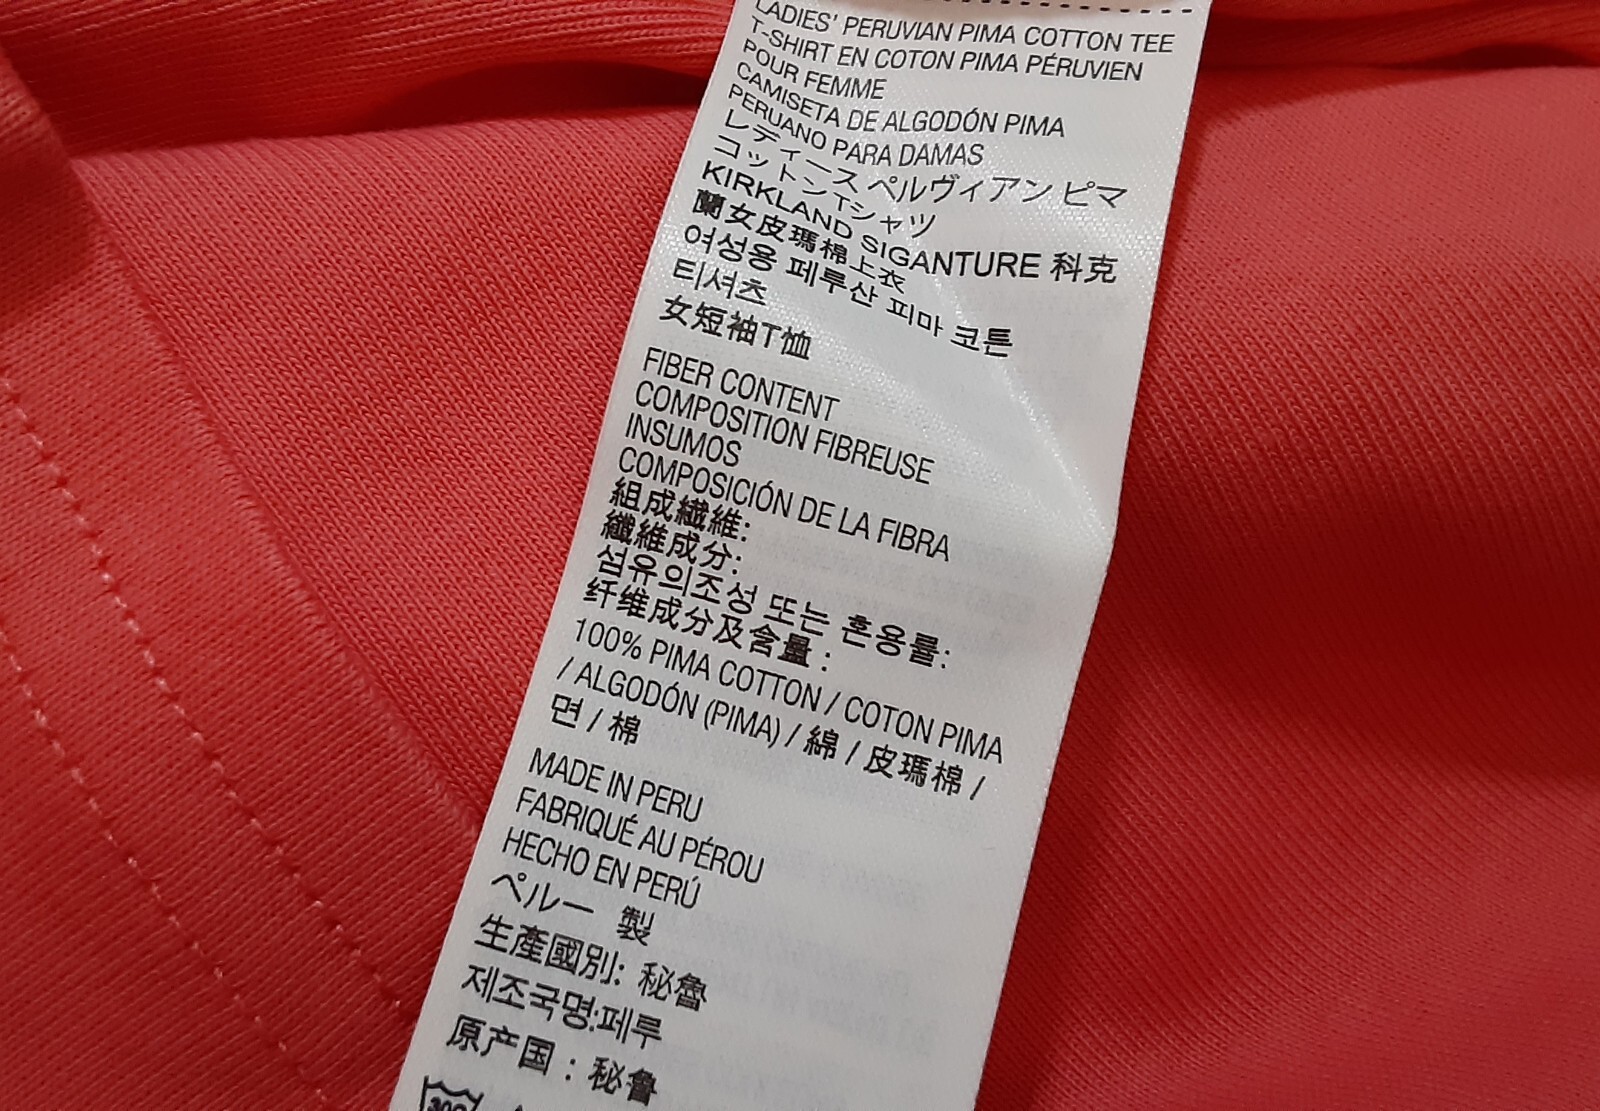 LADIES' PERUVIAN PIMA COTTON TEE
T-SHIRT EN COTON PIMA PÉRUVIEN
POUR FEMME
CAMISETA DE ALGODÓN PIMA
PERUANO PARA DAMAS
レディース ペルヴィアン ピマ
コットンTシャツ
KIRKLAND SIGANTURE 科克
蘭女皮瑪棉上衣
여성용 페루산 피마 코튼
티셔츠
女短袖T恤
FIBER CONTENT
COMPOSITION FIBREUSE
INSUMOS
COMPOSICIÓN DE LA FIBRA
組成繊維:
纖維成分:
섬유의조성 또는 혼용률:
纤维成分及含量:
100% PIMA COTTON / COTON PIMA
/ ALGODÓN (PIMA) / 綿 / 皮瑪棉 /
면 / 棉
MADE IN PERU
FABRIQUÉ AU PÉROU
HECHO EN PERÚ
ペルー 製
生產國別: 秘魯
제조국명:페루
原产国:秘鲁